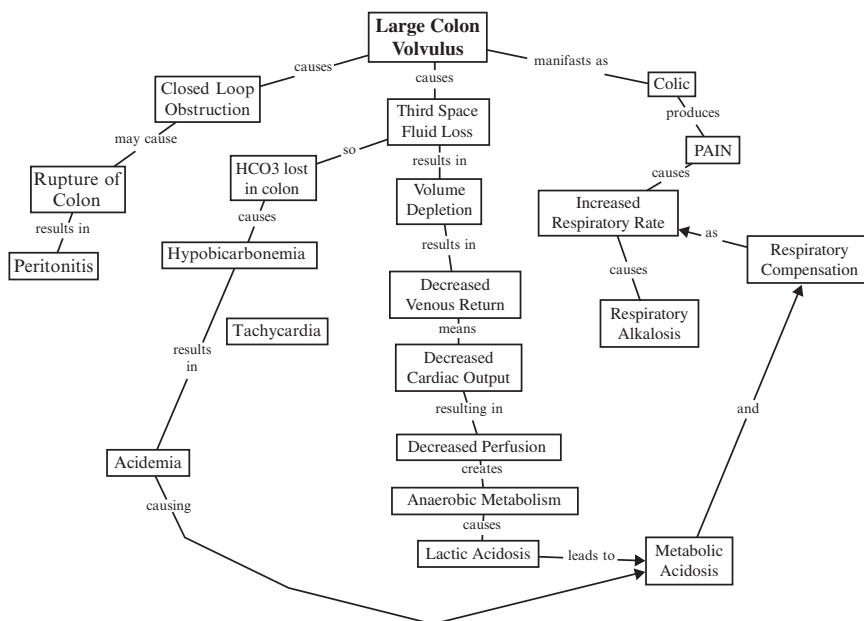 Large Colon
Volvulus
causes
causes
manifasts as
Closed Loop
Obstruction
Colic
Third Space
Fluid Loss
produces
may cause
so
results in
PAIN
HCO3 lost
in colon
Rupture of
Colon
causes
Volume
Depletion
causes
Increased
Respiratory Rate
results in
as
Hypobicarbonemia
results in
Respiratory
Compensation
Peritonitis
causes
Decreased
Venous Return
Respiratory
Alkalosis
Tachycardia
means
results
in
Decreased
Cardiac Output
resulting in
and
Decreased Perfusion
Acidemia
creates
causing
Anaerobic Metabolism
causes
Lactic Acidosis
leads to
Metabolic
Acidosis